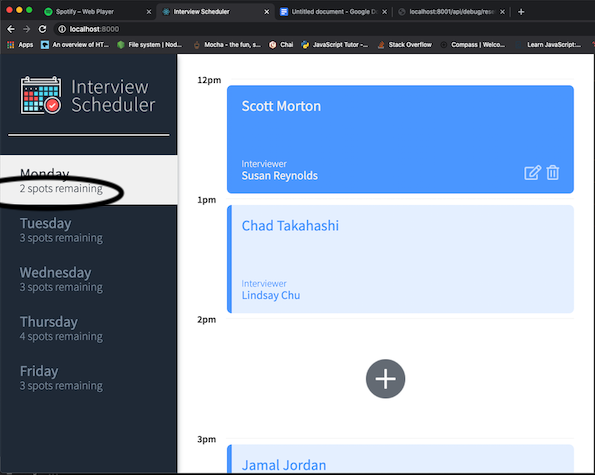 Spotify – Web Player
Interview Scheduler
Untitled document - Google D
localhost:8001/api/debug/rese
localhost:8000
Apps
An overview of HT...
File system | Nod...
Mocha - the fun, s...
Chai
JavaScript Tutor -...
Stack Overflow
Compass | Welco...
Learn JavaScript:...
Interview
Scheduler
Monday
2 spots remaining
Tuesday
3 spots remaining
Wednesday
3 spots remaining
Thursday
4 spots remaining
Friday
3 spots remaining
12pm
Scott Morton
Interviewer
Susan Reynolds
1pm
Chad Takahashi
Interviewer
Lindsay Chu
2pm
3pm
Jamal Jordan